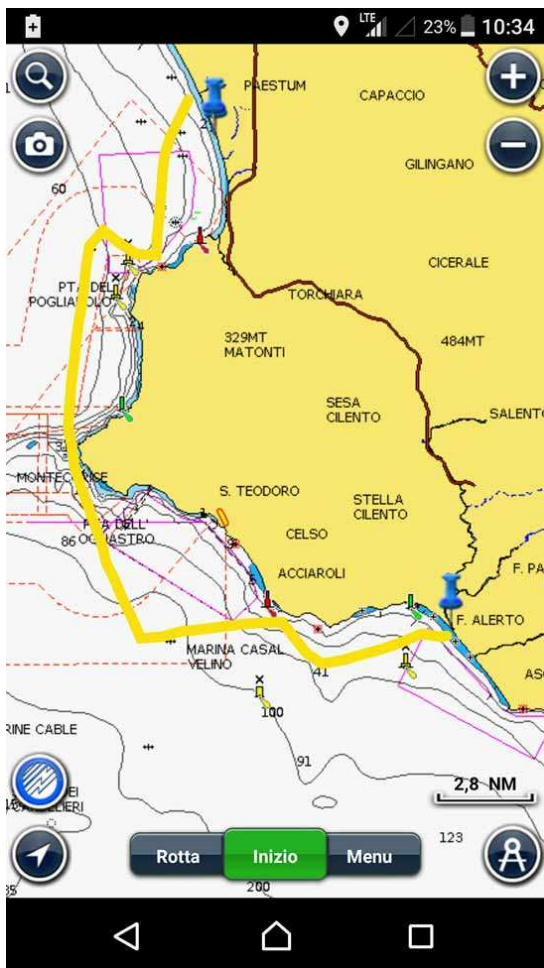 LTE
23%
10:34
PAESTUM
CAPACCIO
GILINGANO
60
CICERALE
PTA DEL
POGLIAROLO
TORCHIARA
329MT
MATONTI
484MT
SESA
CILENTO
SALENTO
S. TEODORO
STELLA
CILENTO
PTA DELL'
OGLIASTRO
86
CELSO
ACCIAROLI
F. PA
F. ALERTO
MARINA CASAL
VELINO
41
100
RINE CABLE
91
2,8 NM
123
Rotta
Inizio
Menu
200